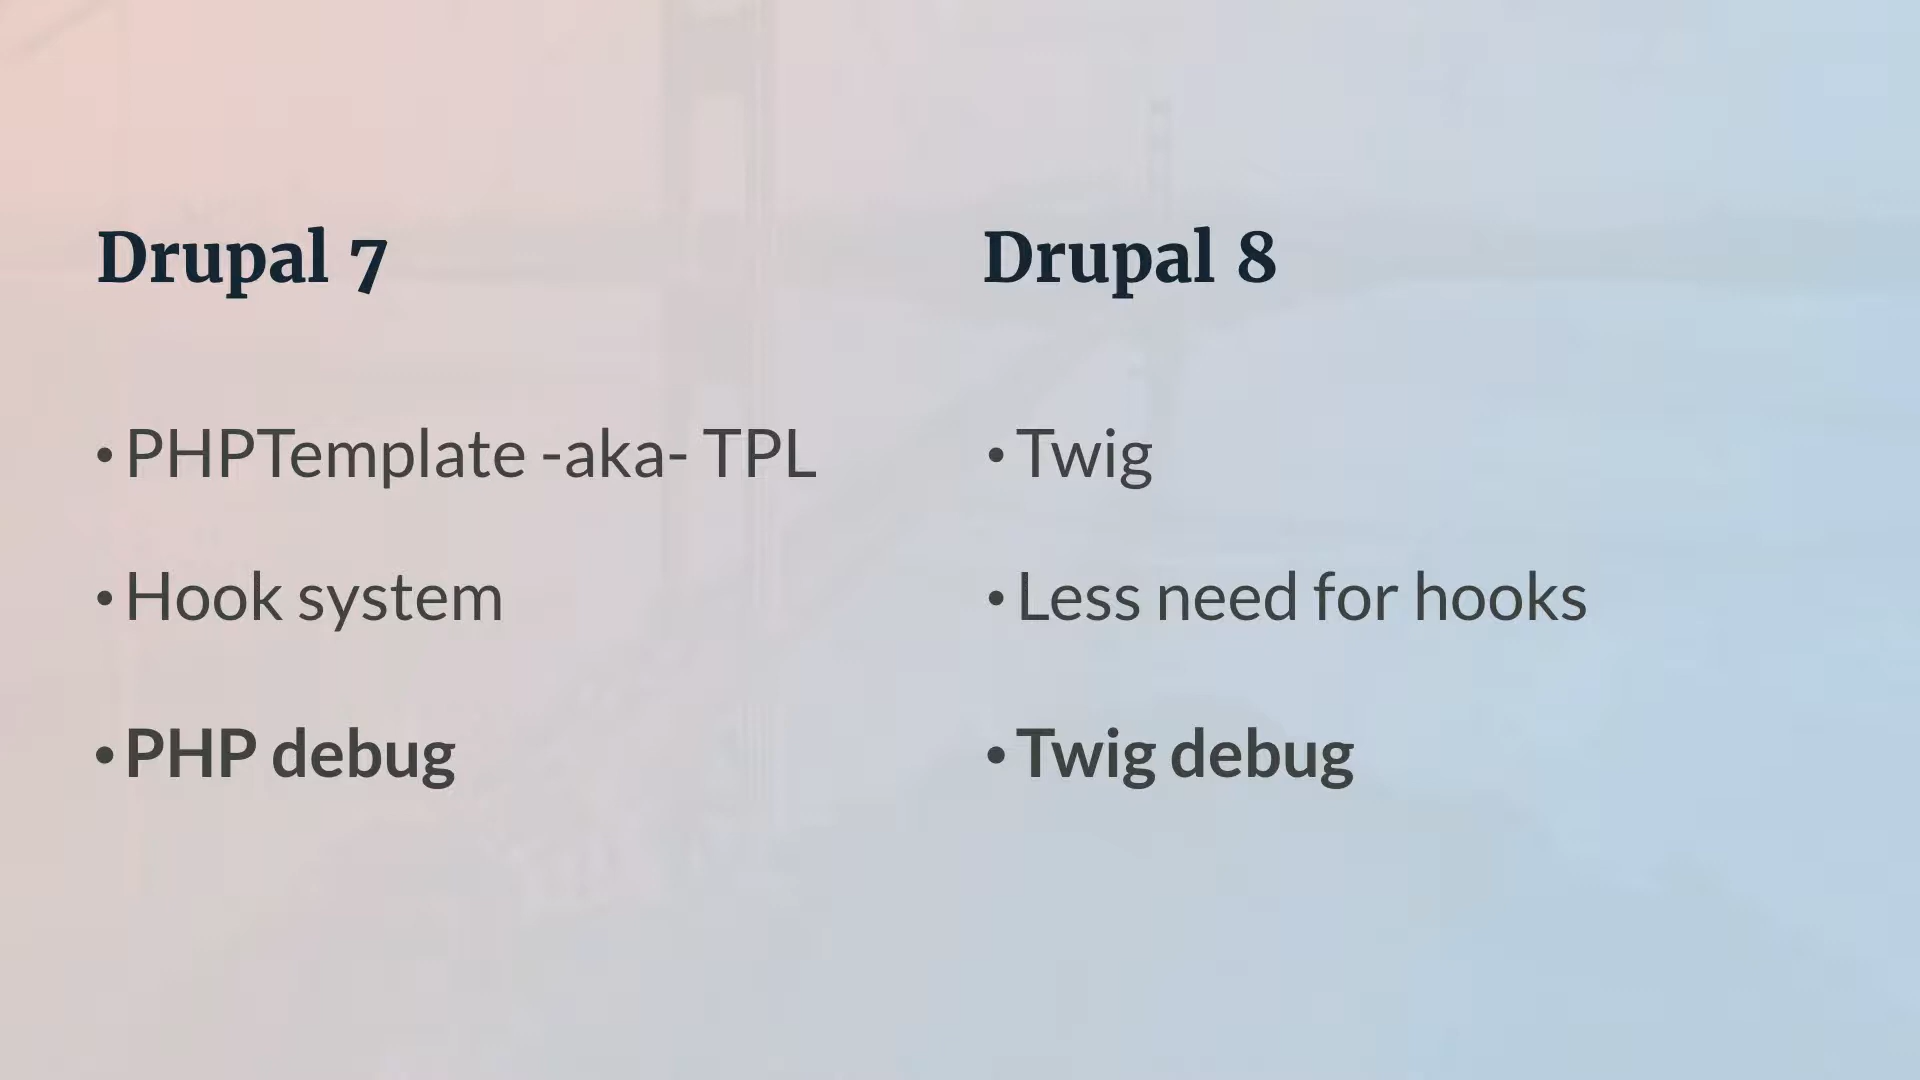 Drupal 7
• PHPTemplate -aka- TPL
• Hook system
• PHP debug
Drupal 8
• Twig
• Less need for hooks
• Twig debug